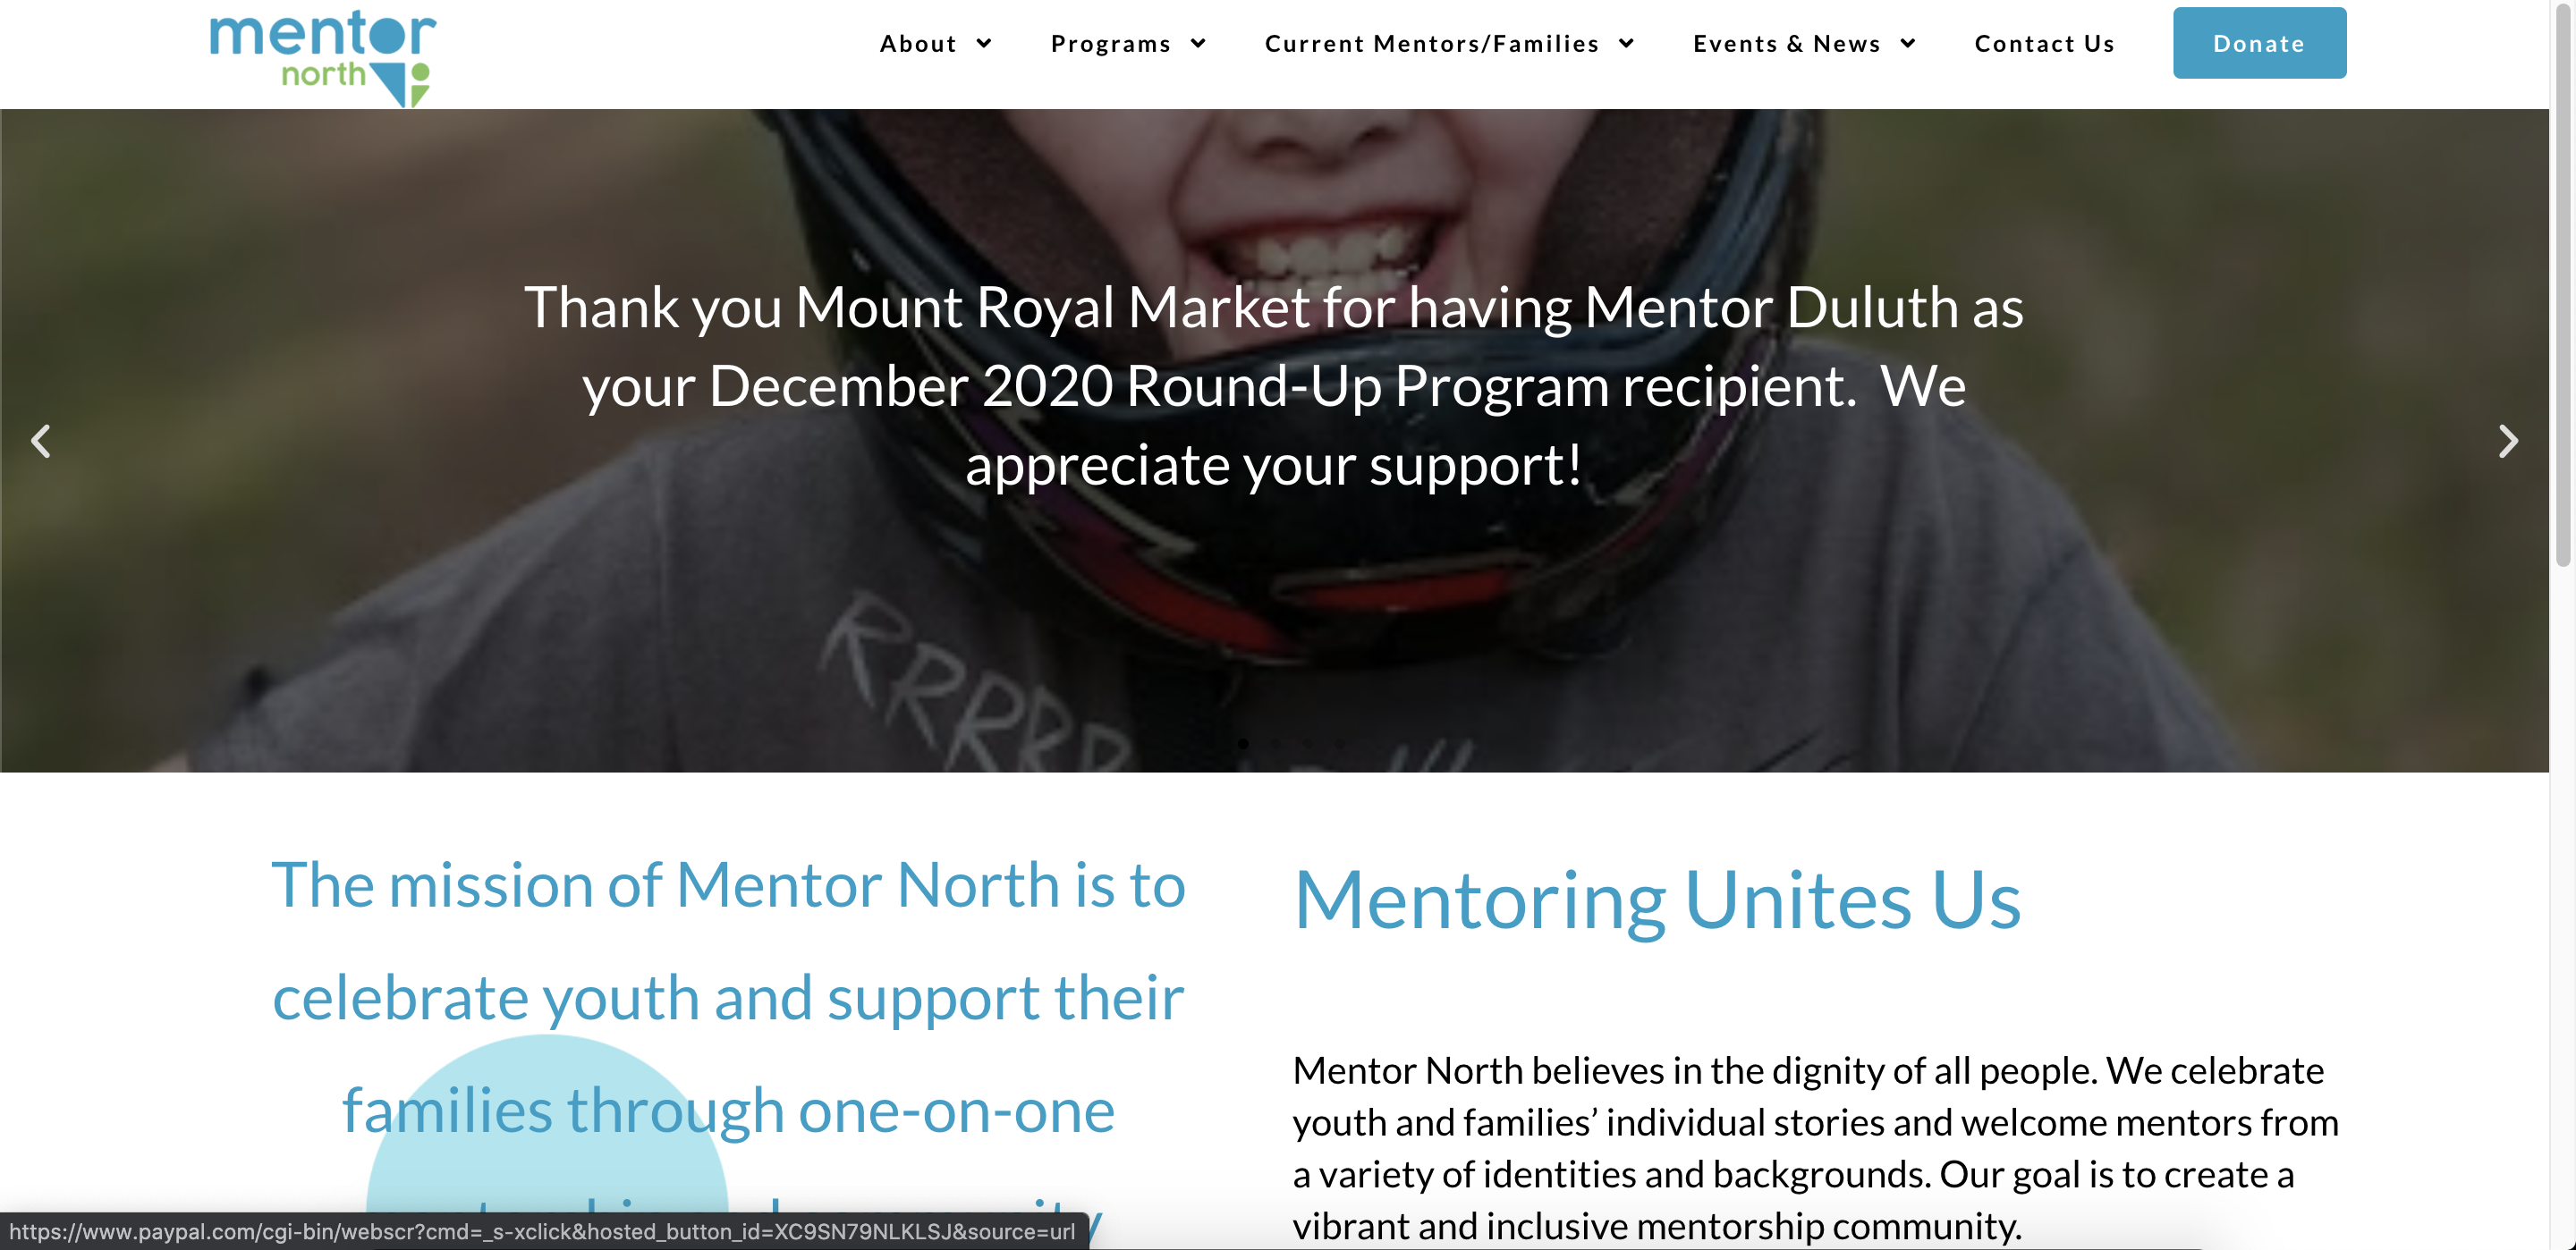 mentor
north
About
Programs
Current Mentors/Families
Events & News
Contact Us
Donate
Thank you Mount Royal Market for having Mentor Duluth as
your December 2020 Round-Up Program recipient.  We
appreciate your support!
RRRRR
The mission of Mentor North is to
celebrate youth and support their
families through one-on-one
Mentoring Unites Us
Mentor North believes in the dignity of all people. We celebrate
youth and families’ individual stories and welcome mentors from
a variety of identities and backgrounds. Our goal is to create a
vibrant and inclusive mentorship community.
https://www.paypal.com/cgi-bin/webscr?cmd=_s-xclick&hosted_button_id=XC9SN79NLKLSJ&source=url